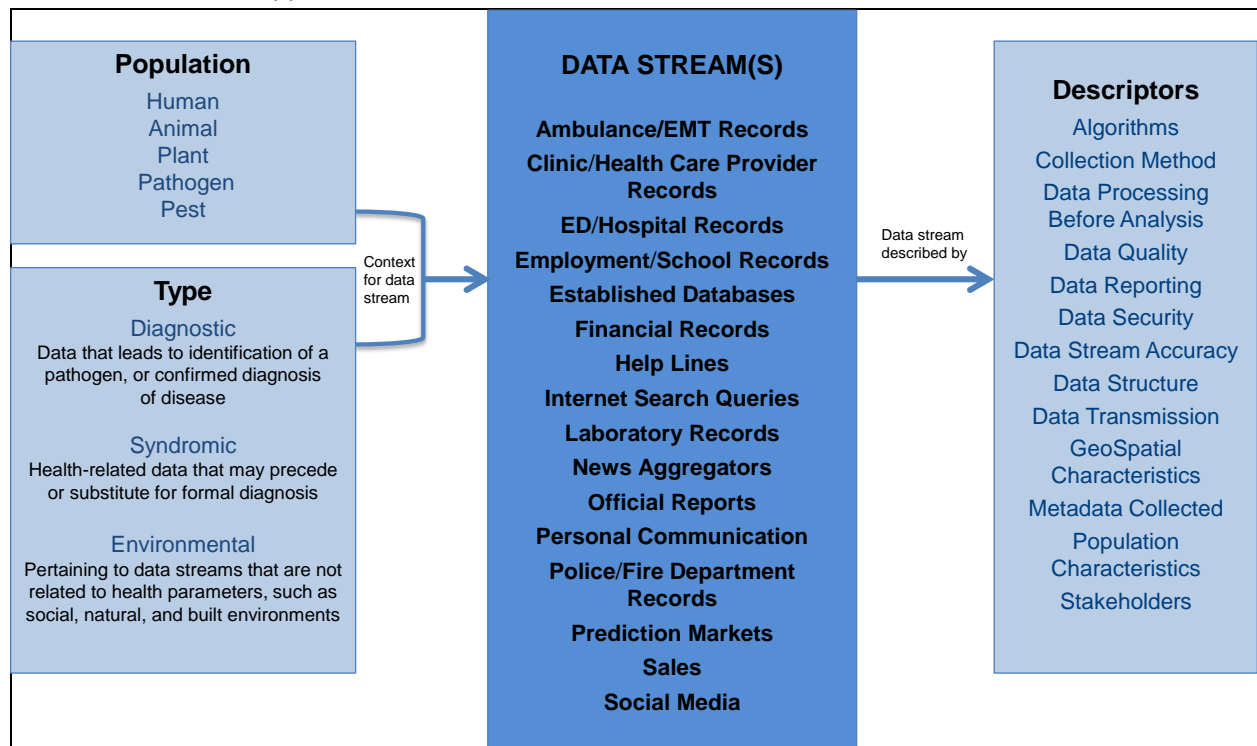 Population
Human
Animal
Plant
Pathogen
Pest
Type
Diagnostic
Data that leads to identification of a
pathogen, or confirmed diagnosis
of disease
Syndromic
Health-related data that may precede
or substitute for formal diagnosis
Environmental
Pertaining to data streams that are not
related to health parameters, such as
social, natural, and built environments
Context
for data
stream
DATA STREAM(S)
Ambulance/EMT Records
Clinic/Health Care Provider
Records
ED/Hospital Records
Employment/School Records
Established Databases
Financial Records
Help Lines
Internet Search Queries
Laboratory Records
News Aggregators
Official Reports
Personal Communication
Police/Fire Department
Records
Prediction Markets
Sales
Social Media
Data stream
described by
Descriptors
Algorithms
Collection Method
Data Processing
Before Analysis
Data Quality
Data Reporting
Data Security
Data Stream Accuracy
Data Structure
Data Transmission
GeoSpatial
Characteristics
Metadata Collected
Population
Characteristics
Stakeholders